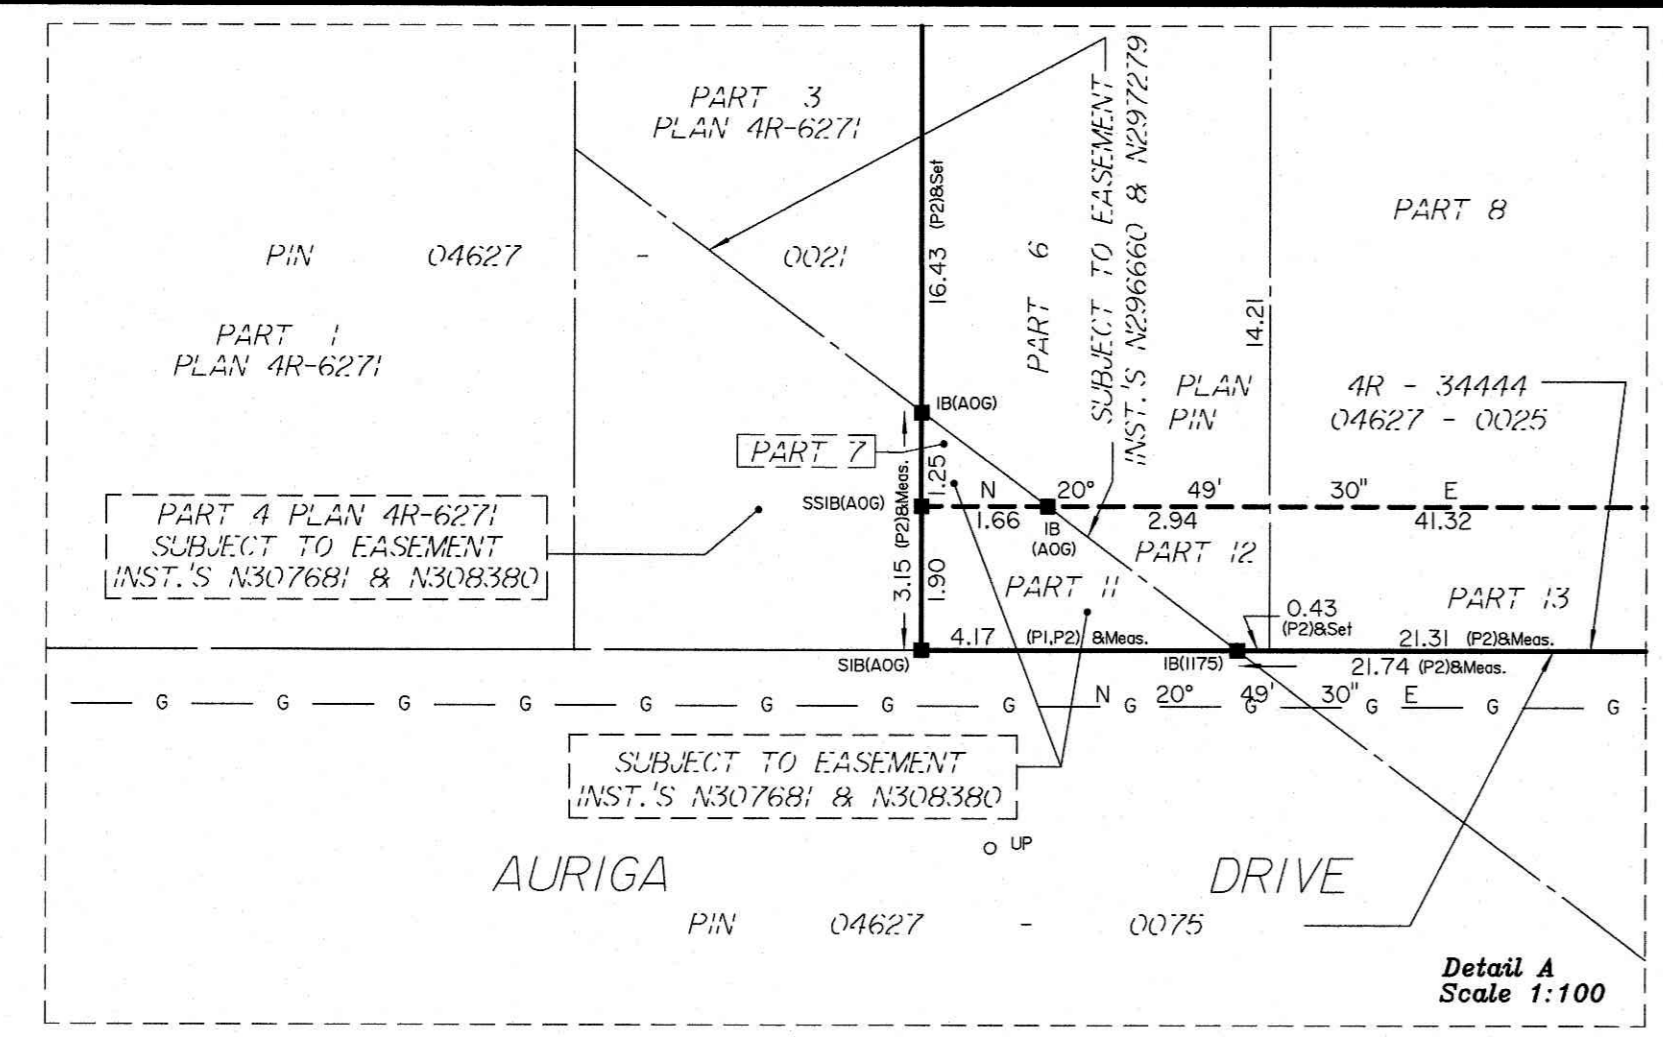 PART 3
PLAN 4R-6271
PIN 04627 - 0021
PART 1
PLAN 4R-6271
16.43 (P2)&Set
PART 6
SUBJECT TO EASEMENT
INST.'S N296660 & N297279
14.21
PART 8
PLAN 4R - 34444
PIN 04627 - 0025
IB(AOG)
PART 7
1.25
3.15 (P2)&Meas.
SSIB(AOG)
N 20° 49' 30" E
1.66
2.94
41.32
IB
(AOG)
PART 4 PLAN 4R-6271
SUBJECT TO EASEMENT
INST.'S N307681 & N308380
1.90
PART 12
PART 11
PART 13
0.43
(P2)&Set
4.17 (P1,P2) &Meas.
21.31 (P2)&Meas.
SIB(AOG)
IB(1175)
21.74 (P2)&Meas.
N 20° 49' 30" E
G G G G G G G G G G G G G
SUBJECT TO EASEMENT
INST.'S N307681 & N308380
UP
AURIGA DRIVE
PIN 04627 - 0075
Detail A
Scale 1:100